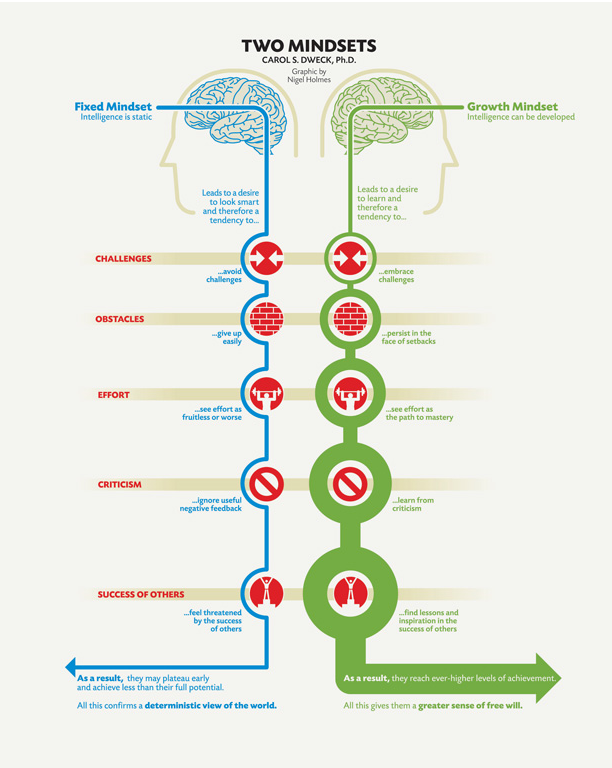 TWO MINDSETS
CAROL S. DWECK, Ph.D.
Graphic by
Nigel Holmes
Fixed Mindset
Intelligence is static
Growth Mindset
Intelligence can be developed
Leads to a desire
to look smart
and therefore a
tendency to...
Leads to a desire
to learn and
therefore a
tendency to...
CHALLENGES
...avoid
challenges
...embrace
challenges
OBSTACLES
...give up
easily
...persist in the
face of setbacks
EFFORT
...see effort as
fruitless or worse
...see effort as
the path to mastery
CRITICISM
...ignore useful
negative feedback
...learn from
criticism
SUCCESS OF OTHERS
...feel threatened
by the success
of others
...find lessons and
inspiration in the
success of others
As a result, they may plateau early
and achieve less than their full potential.
All this confirms a deterministic view of the world.
As a result, they reach ever-higher levels of achievement.
All this gives them a greater sense of free will.